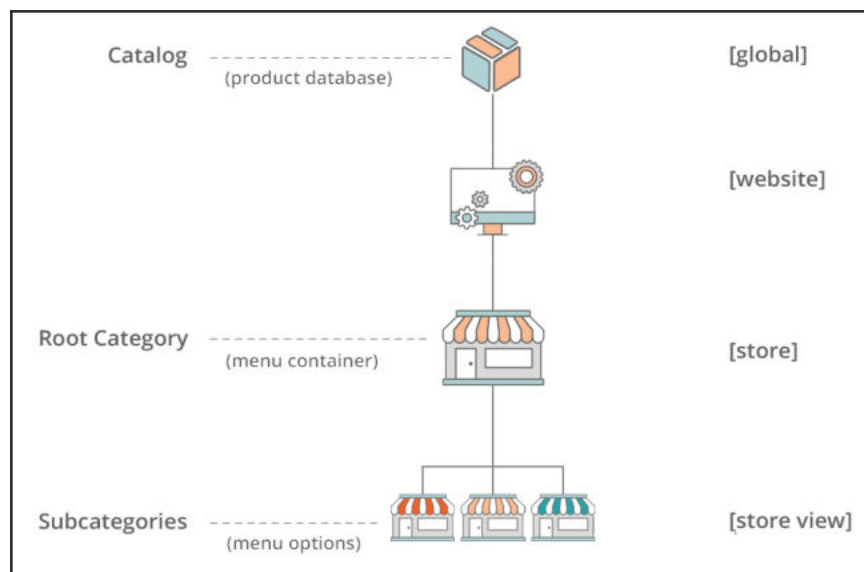 Catalog
(product database)
[global]
[website]
Root Category
(menu container)
[store]
Subcategories
(menu options)
[store view]